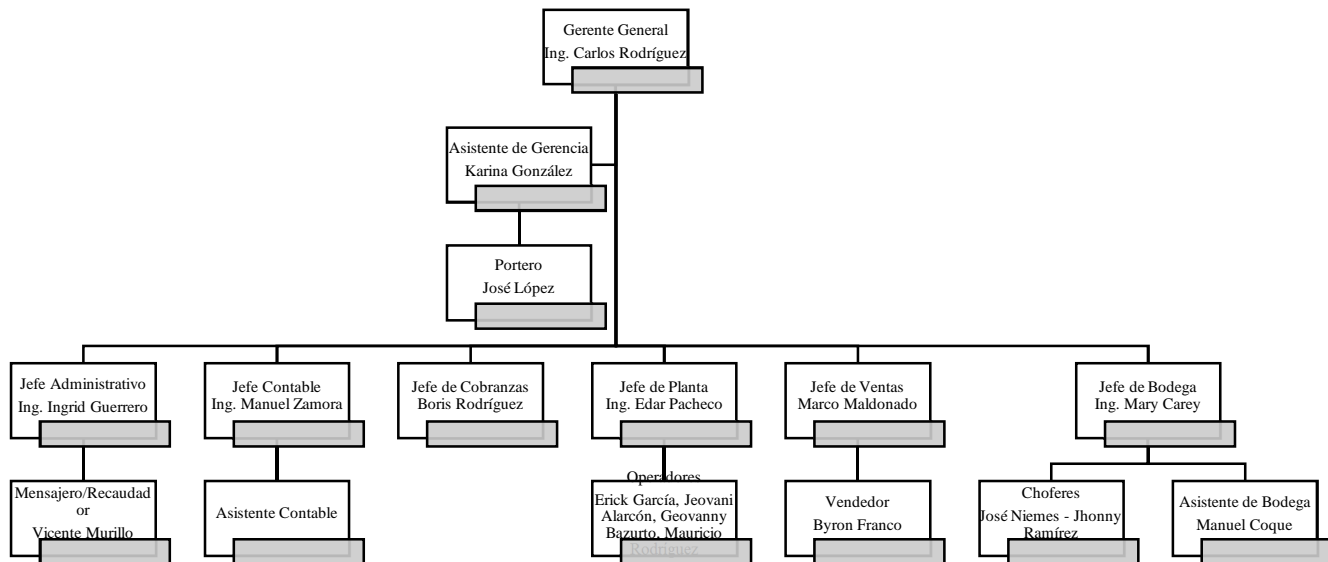 Gerente General
Ing. Carlos Rodríguez
Asistente de Gerencia
Karina González
Portero
José López
Jefe Administrativo
Ing. Ingrid Guerrero
Jefe Contable
Ing. Manuel Zamora
Jefe de Cobranzas
Boris Rodríguez
Jefe de Planta
Ing. Edar Pacheco
Jefe de Ventas
Marco Maldonado
Jefe de Bodega
Ing. Mary Carey
Mensajero/Recaudad
or
Vicente Murillo
Asistente Contable
Operadores
Erick García, Jeovani
Alarcón, Geovanny
Bazurto, Mauricio
Rodríguez
Vendedor
Byron Franco
Choferes
José Niemes - Jhonny
Ramírez
Asistente de Bodega
Manuel Coque